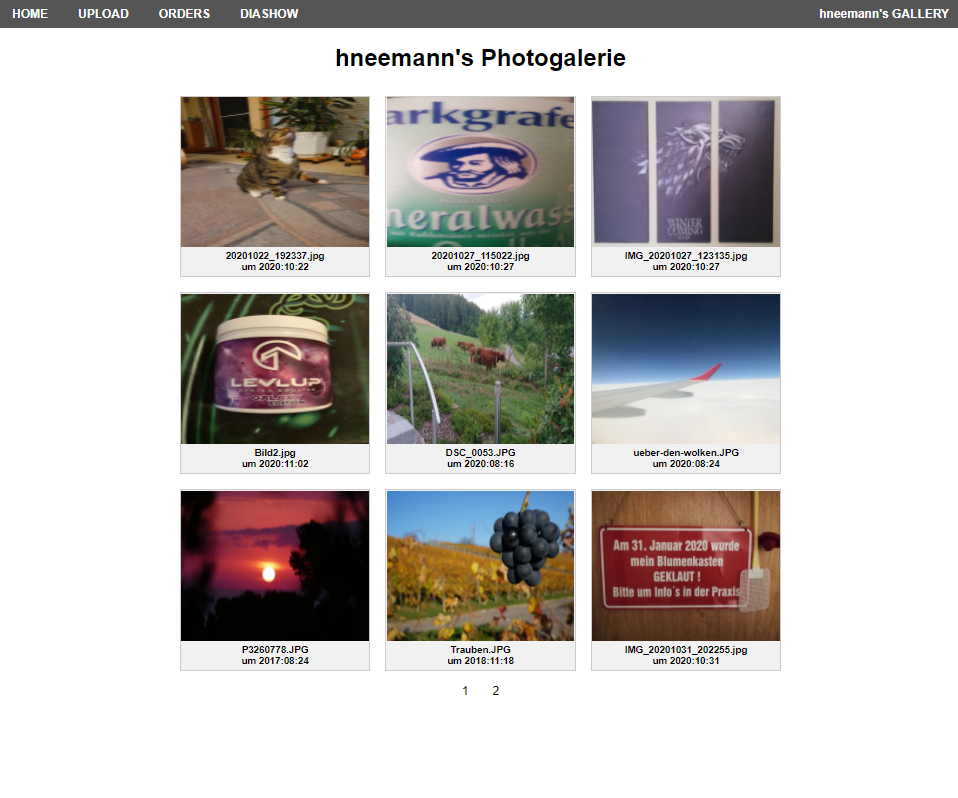 HOME UPLOAD ORDERS DIASHOW hneemann's GALLERY
hneemann's Photogalerie
arkgrafe
neralwass
WINTER
COMING
20201022_192337.jpg
um 2020:10:22
20201027_115022.jpg
um 2020:10:27
IMG_20201027_123135.jpg
um 2020:10:27
LEVLUP
GALAXY
Bild2.jpg
um 2020:11:02
DSC_0053.JPG
um 2020:08:16
ueber-den-wolken.JPG
um 2020:08:24
Am 31. Januar 2020 wurde
mein Blumenkasten
GEKLAUT !
Bitte um Info's in der Praxis
P3260778.JPG
um 2017:08:24
Trauben.JPG
um 2018:11:18
IMG_20201031_202255.jpg
um 2020:10:31
1 2